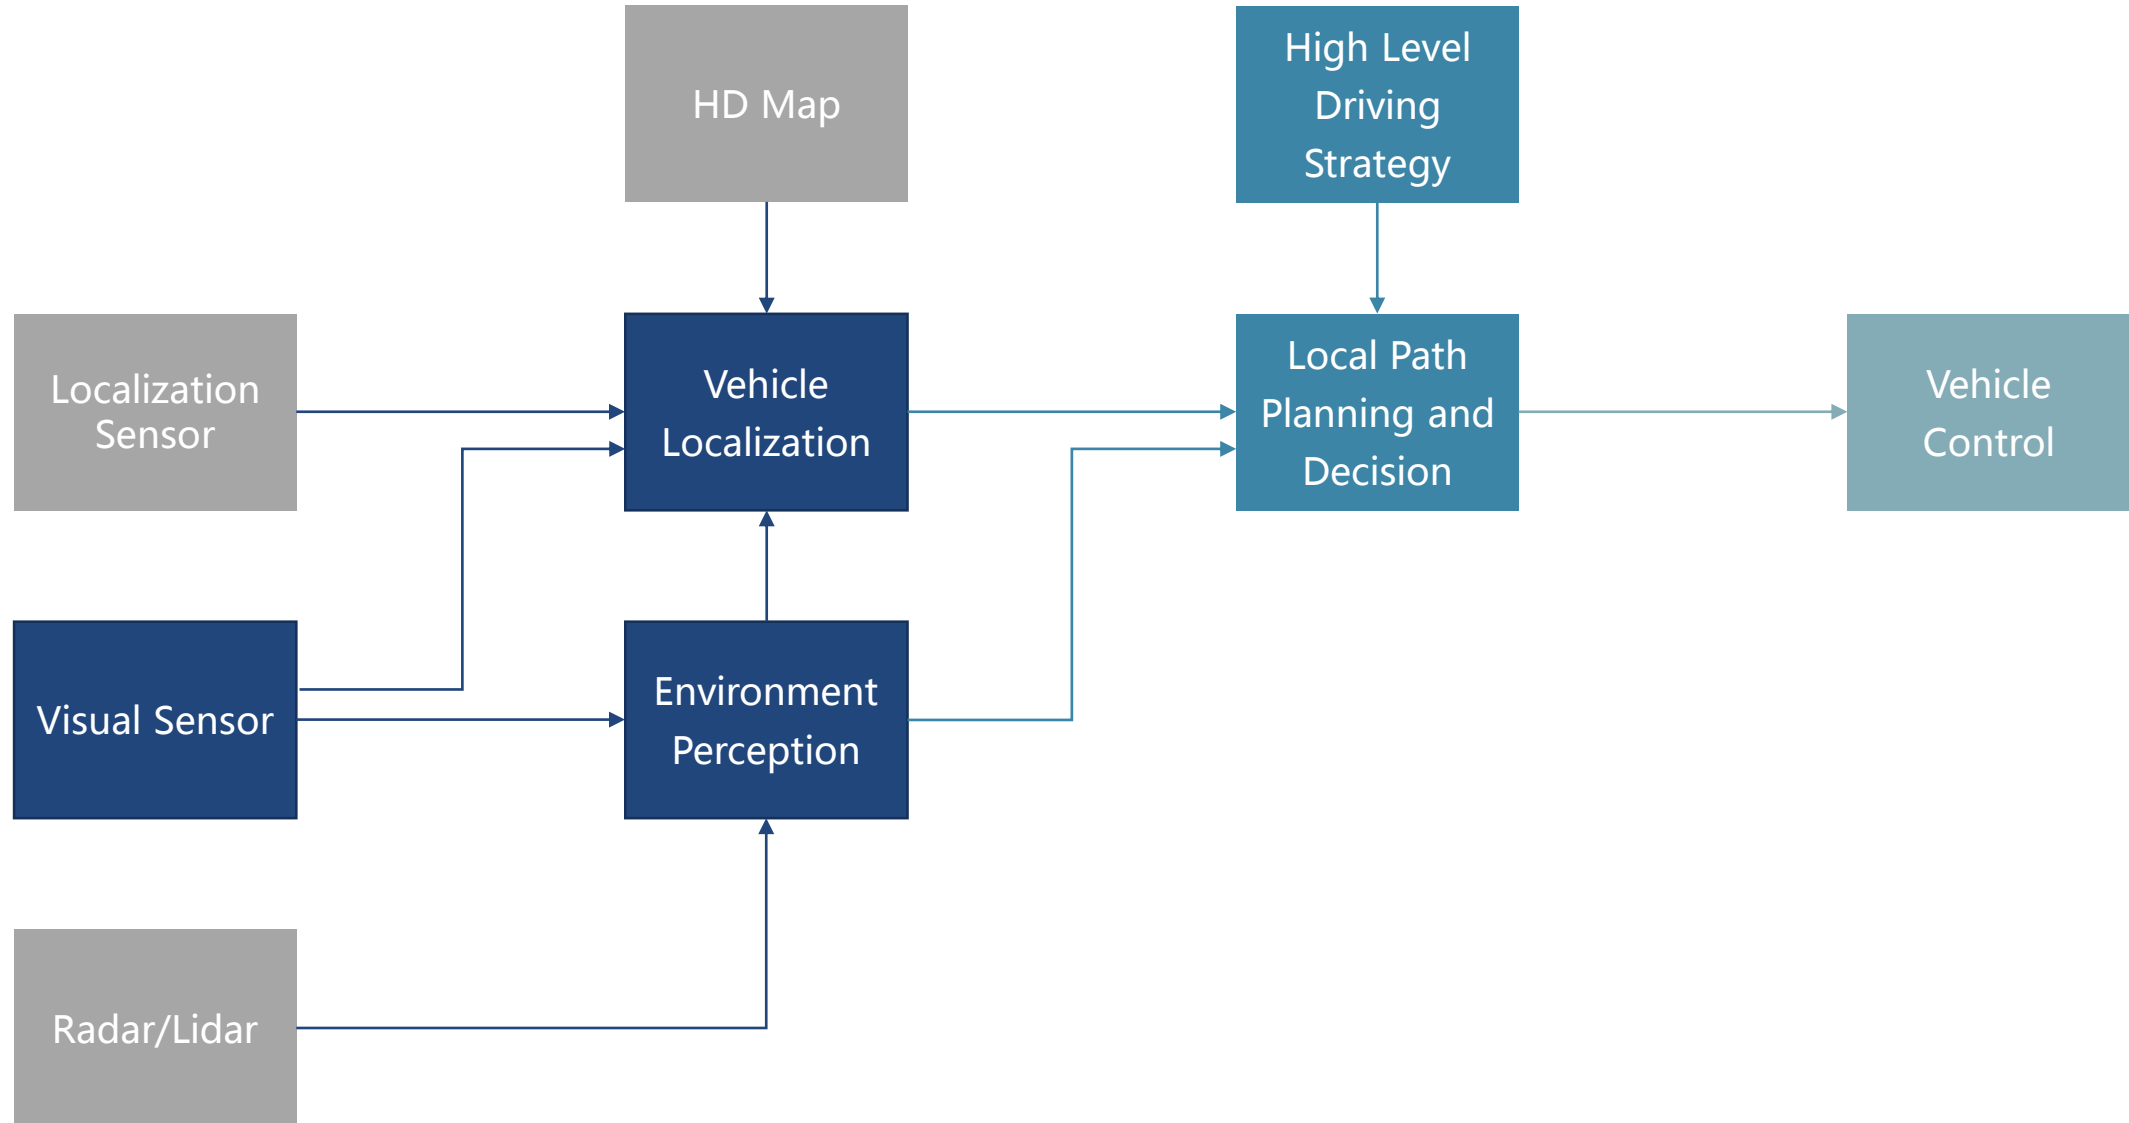 HD Map
High Level
Driving
Strategy
Localization
Sensor
Vehicle
Localization
Local Path
Planning and
Decision
Vehicle
Control
Visual Sensor
Environment
Perception
Radar/Lidar